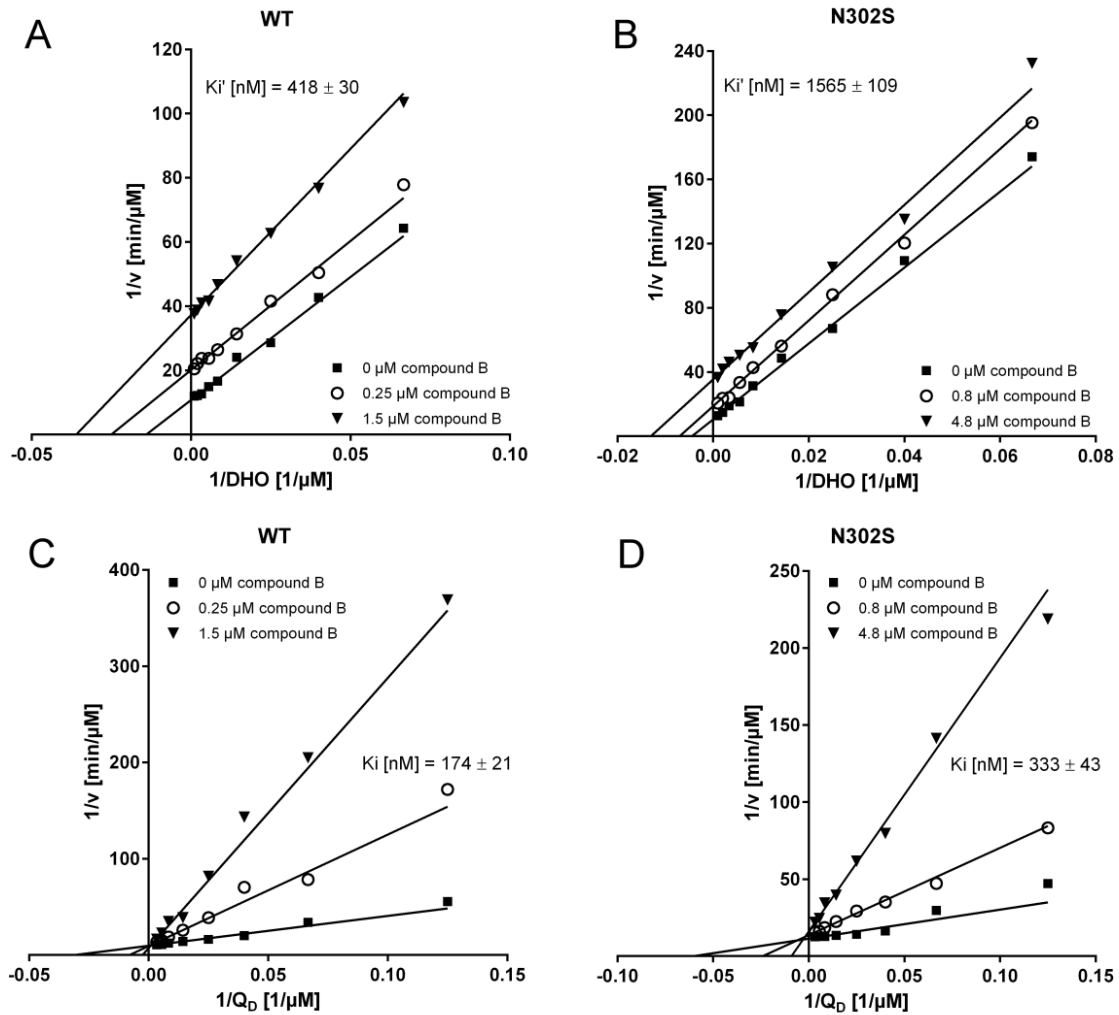 A
WT
120
100
80
60
40
20
1/v [min/µM]
Ki' [nM] = 418 ± 30
0 µM compound B
0.25 µM compound B
1.5 µM compound B
-0.05
0.00
0.05
0.10
1/DHO [1/µM]
B
N302S
240
200
160
120
80
40
1/v [min/µM]
Ki' [nM] = 1565 ± 109
0 µM compound B
0.8 µM compound B
4.8 µM compound B
-0.02
0.00
0.02
0.04
0.06
0.08
1/DHO [1/µM]
C
WT
400
300
200
100
1/v [min/µM]
0 µM compound B
0.25 µM compound B
1.5 µM compound B
Ki [nM] = 174 ± 21
-0.05
0.00
0.05
0.10
0.15
1/QD [1/µM]
D
N302S
250
200
150
100
50
1/v [min/µM]
0 µM compound B
0.8 µM compound B
4.8 µM compound B
Ki [nM] = 333 ± 43
-0.10
-0.05
0.00
0.05
0.10
0.15
1/QD [1/µM]